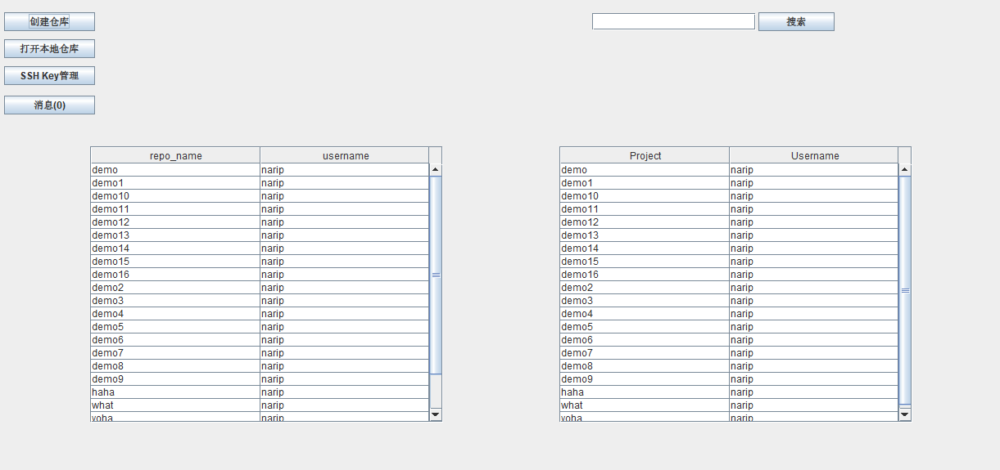 创建仓库
搜索
打开本地仓库
SSH Key管理
消息(0)
repo_name username
demo narip
demo1 narip
demo10 narip
demo11 narip
demo12 narip
demo13 narip
demo14 narip
demo15 narip
demo16 narip
demo2 narip
demo3 narip
demo4 narip
demo5 narip
demo6 narip
demo7 narip
demo8 narip
demo9 narip
haha narip
what narip
yoha narip
Project Username
demo narip
demo1 narip
demo10 narip
demo11 narip
demo12 narip
demo13 narip
demo14 narip
demo15 narip
demo16 narip
demo2 narip
demo3 narip
demo4 narip
demo5 narip
demo6 narip
demo7 narip
demo8 narip
demo9 narip
haha narip
what narip
yoha narip